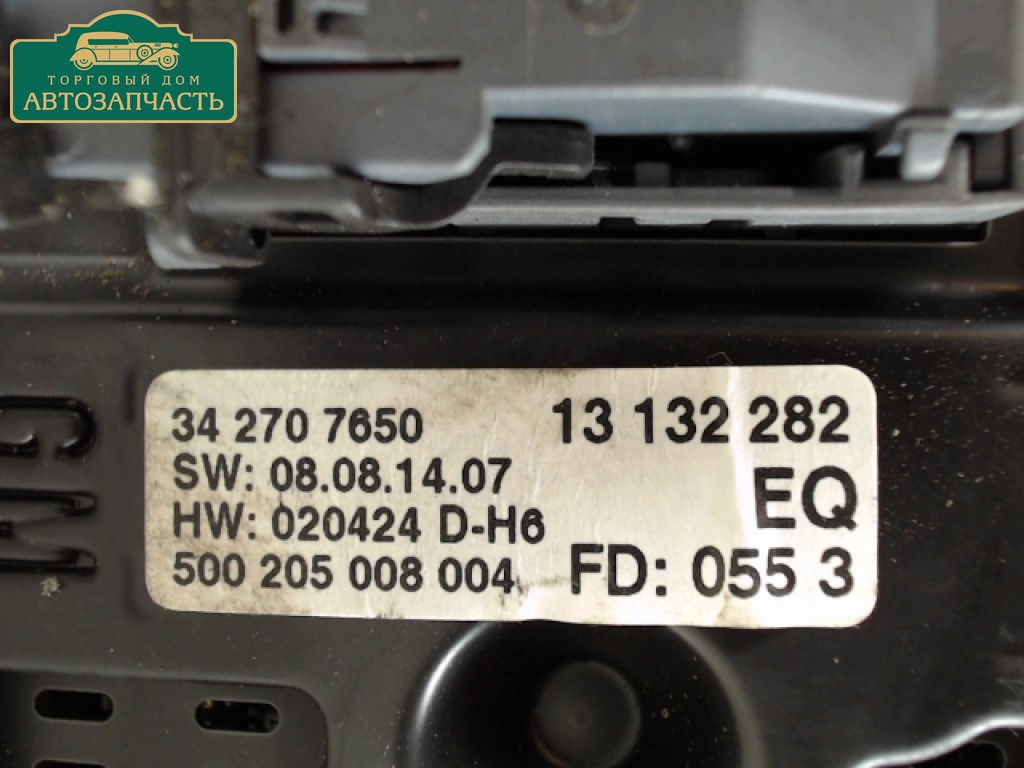 ТОРГОВЫЙ ДОМ
АВТОЗАПЧАСТЬ
34 270 7650
13 132 282
SW: 08.08.14.07
EQ
HW: 020424 D-H6
500 205 008 004
FD: 055 3
GM